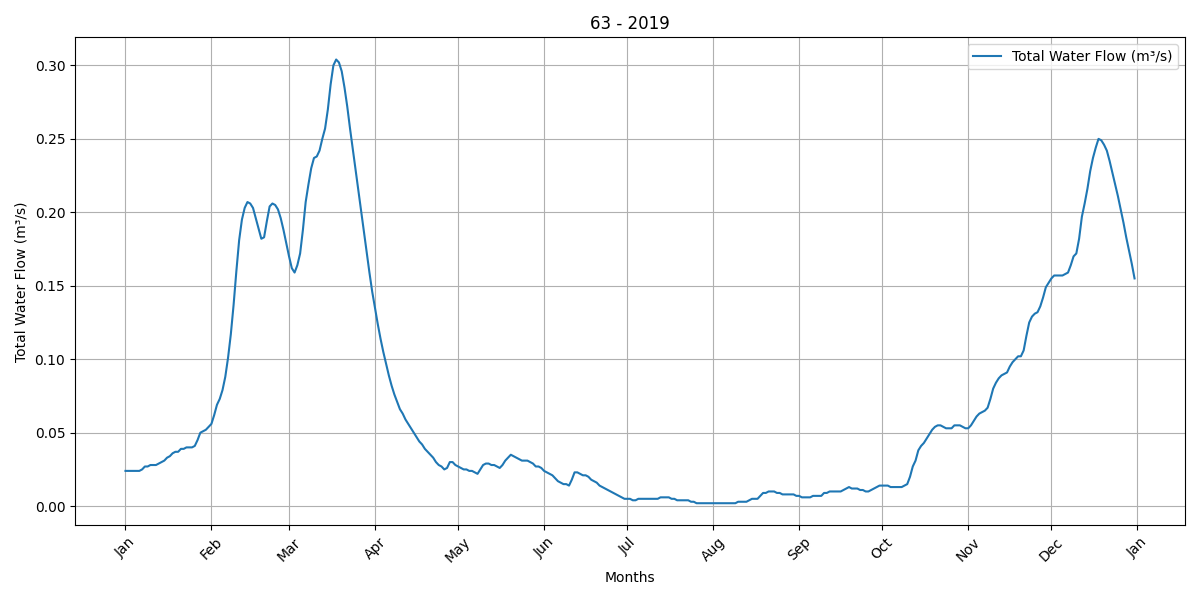 63 - 2019
Total Water Flow (m³/s)
0.30
0.25
0.20
0.15
0.10
0.05
0.00
Total Water Flow (m³/s)
Jan Feb Mar Apr May Jun Jul Aug Sep Oct Nov Dec Jan
Months